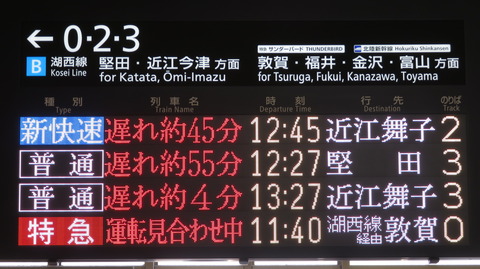 ← 0・2・3
B 湖西線 Kosei Line
堅田・近江今津 方面
for Katata, Ōmi-Imazu
特急 サンダーバード THUNDERBIRD 北陸新幹線 Hokuriku Shinkansen
敦賀・福井・金沢・富山 方面
for Tsuruga, Fukui, Kanazawa, Toyama
種別 列車名 時刻 行先 のりば
Type Train Name Departure Time Destination Track
新快速 遅れ約45分 12:45 近江舞子 2
普通 遅れ約55分 12:27 堅田 3
普通 遅れ約4分 13:27 近江舞子 3
特急 運転見合わせ中 11:40 湖西線経由 敦賀 0